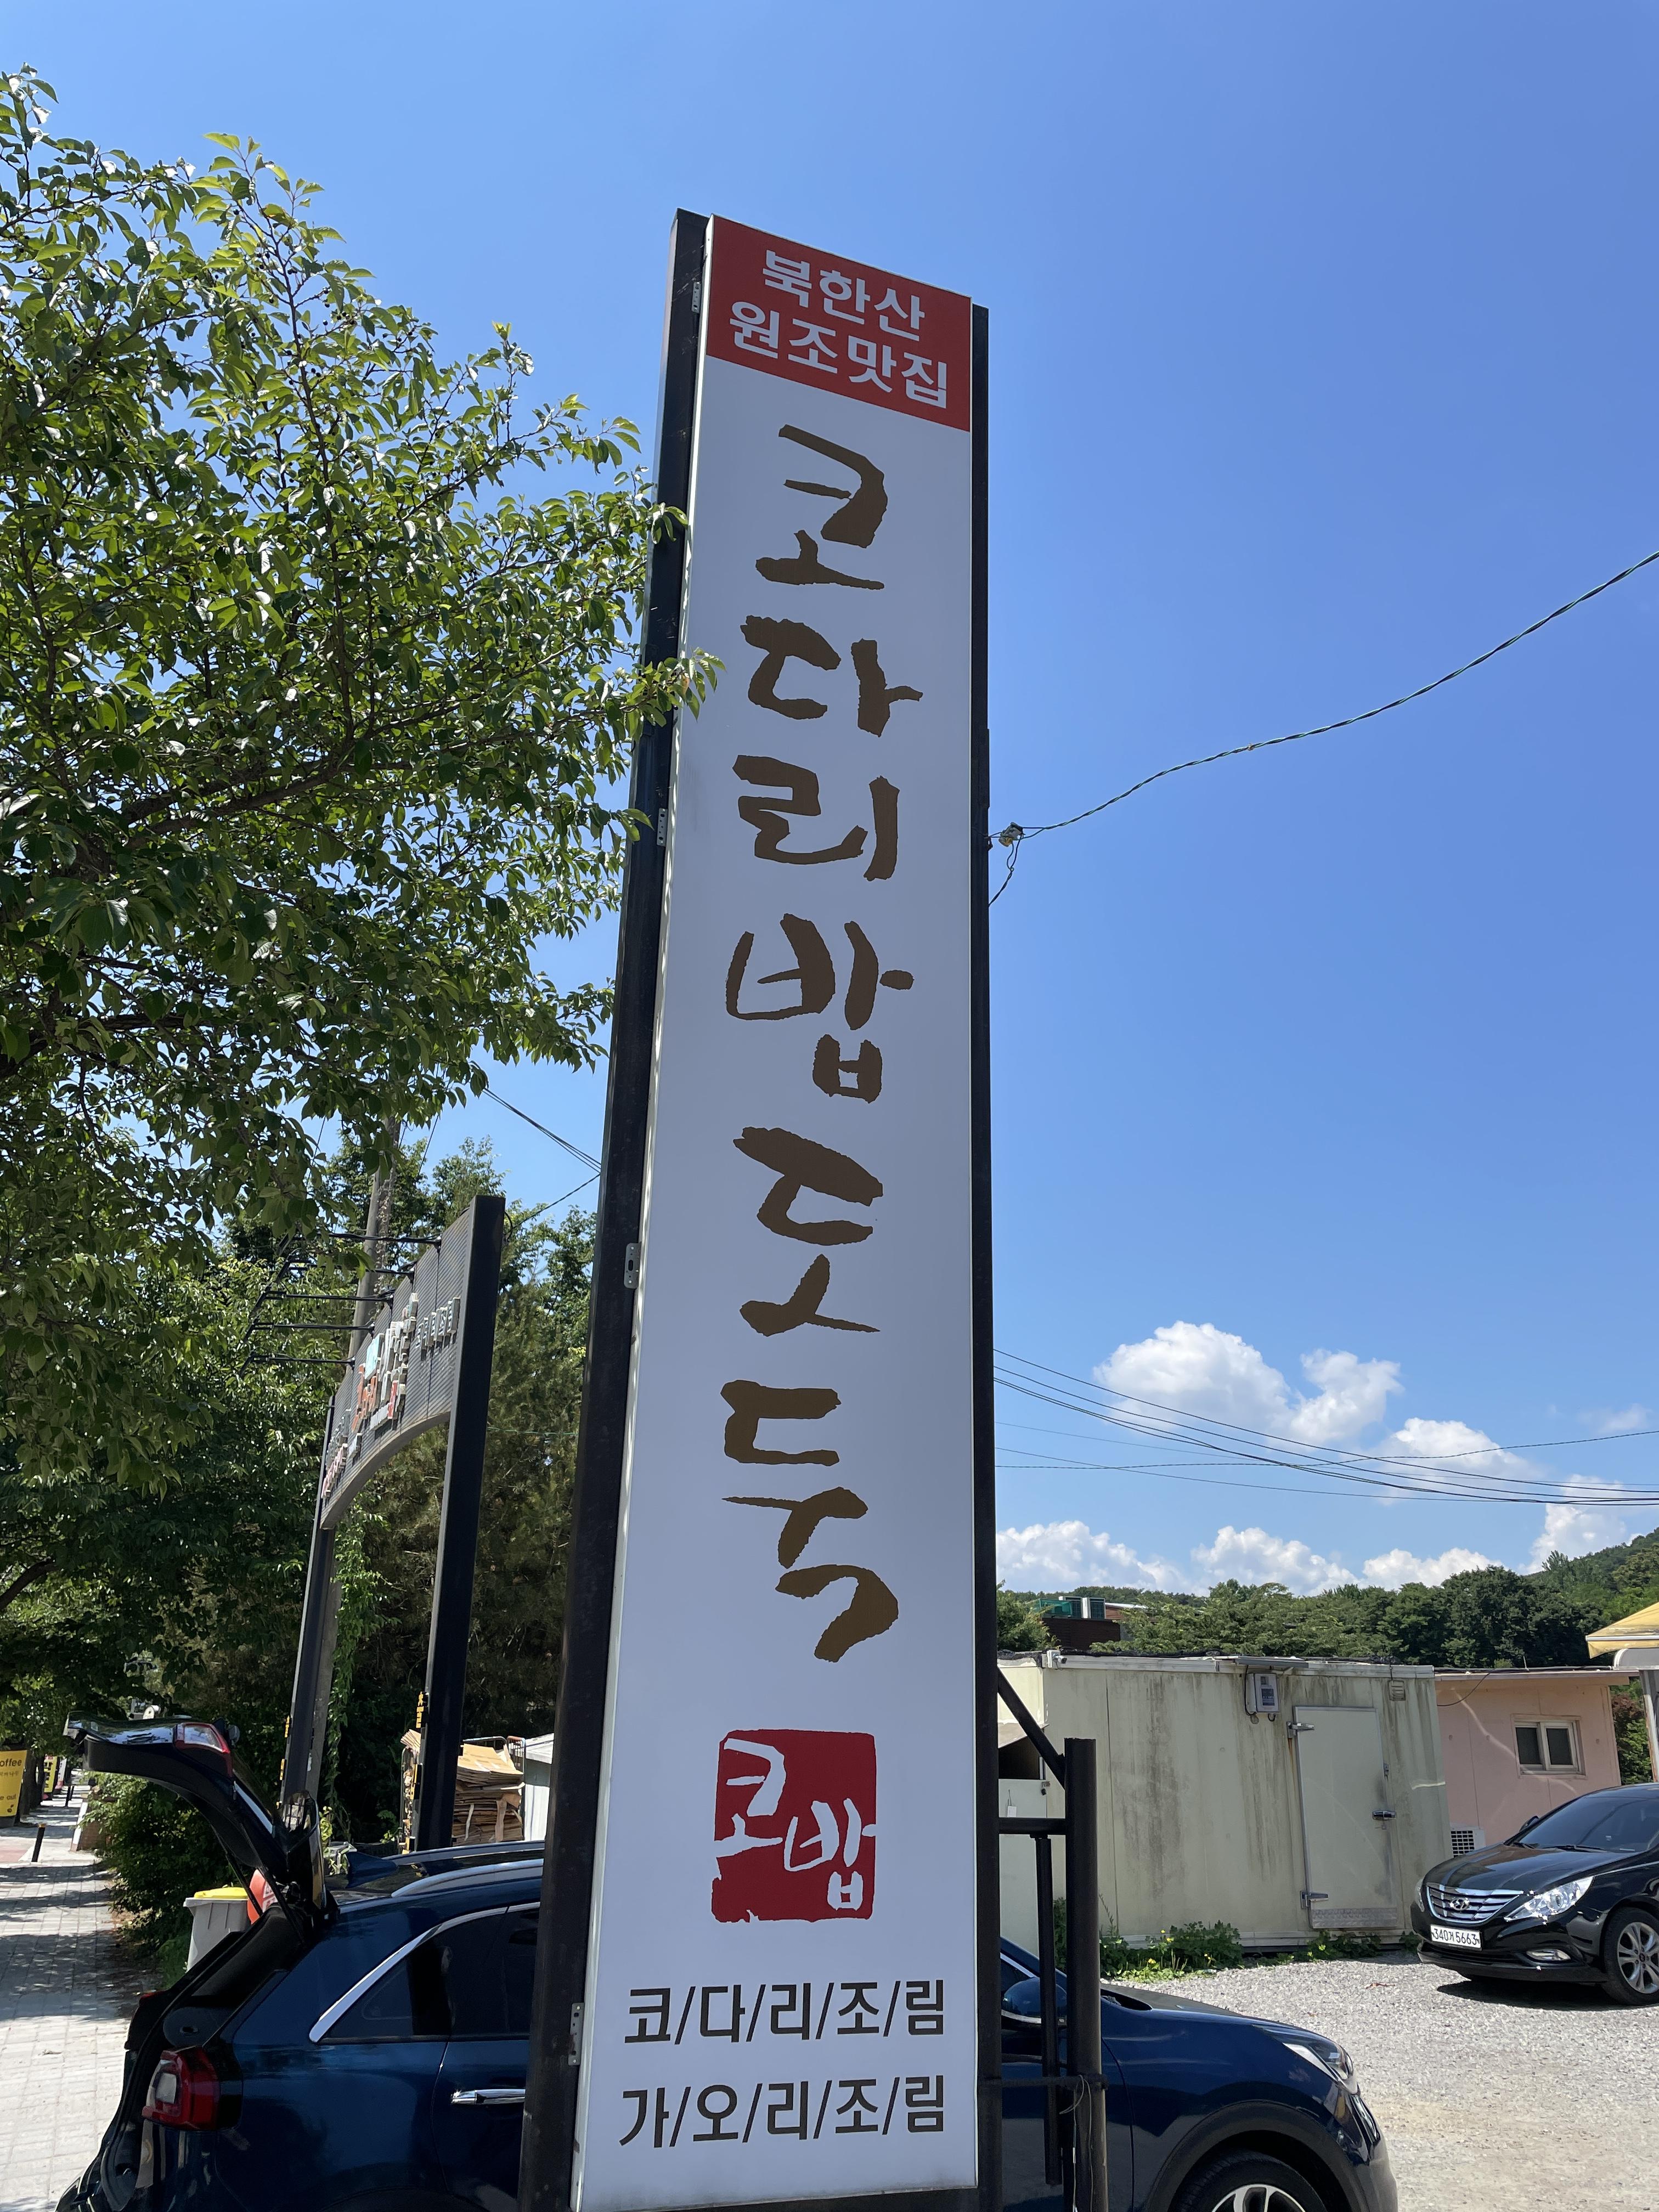 북한산
원조맛집
코다리밥도둑
코밥
코/다/리/조/림
가/오/리/조/림
offee